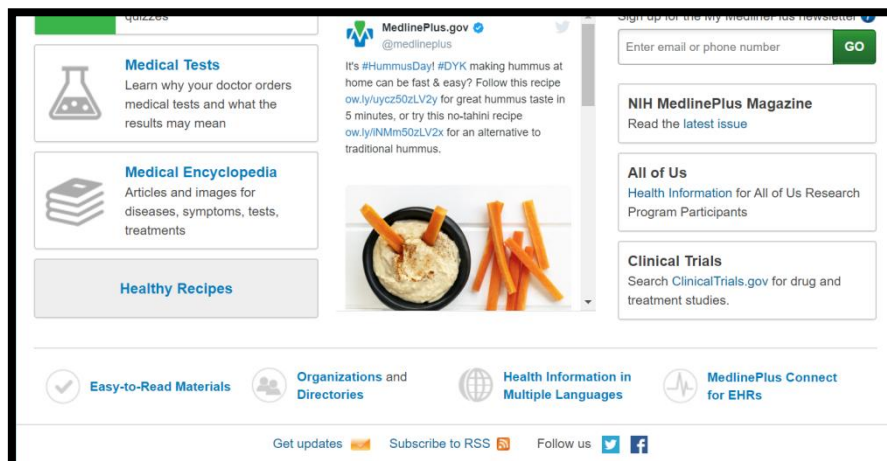 quizzes
Medical Tests
Learn why your doctor orders
medical tests and what the
results may mean
Medical Encyclopedia
Articles and images for
diseases, symptoms, tests,
treatments
Healthy Recipes
MedlinePlus.gov
@medlineplus
It's #HummusDay! #DYK making hummus at
home can be fast & easy? Follow this recipe
ow.ly/uycz50zLV2y for great hummus taste in
5 minutes, or try this no-tahini recipe
ow.ly/lNMm50zLV2x for an alternative to
traditional hummus.
Sign up for the My MedlinePlus newsletter
Enter email or phone number
GO
NIH MedlinePlus Magazine
Read the latest issue
All of Us
Health Information for All of Us Research
Program Participants
Clinical Trials
Search ClinicalTrials.gov for drug and
treatment studies.
Easy-to-Read Materials
Organizations and
Directories
Health Information in
Multiple Languages
MedlinePlus Connect
for EHRs
Get updates Subscribe to RSS Follow us